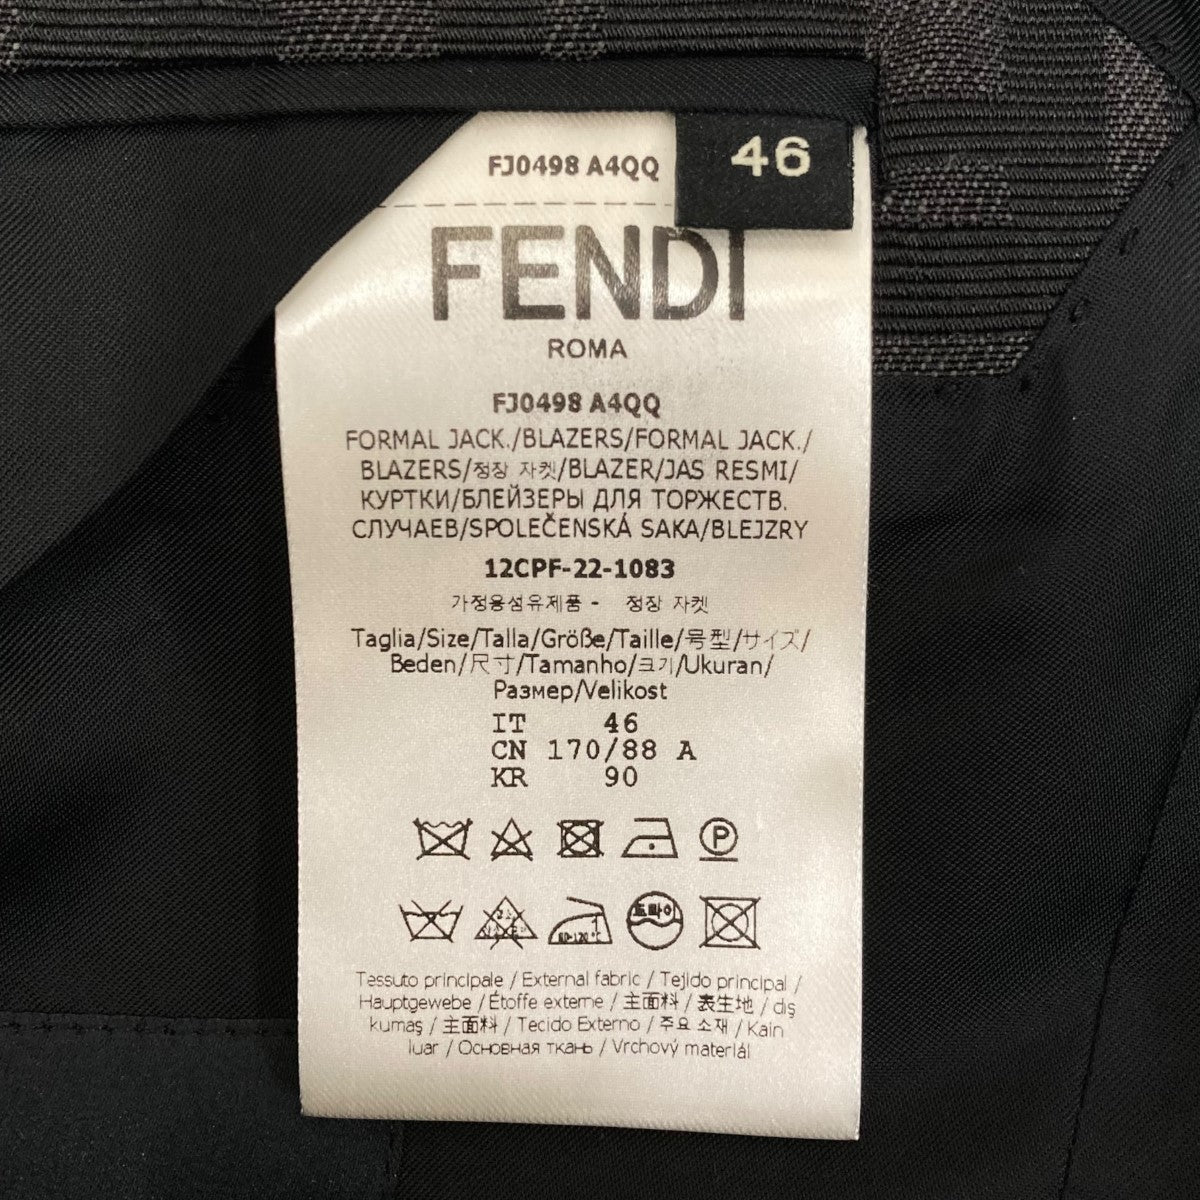 FJ0498 A4QQ
46
FENDI
ROMA
FJ0498 A4QQ
FORMAL JACK./BLAZERS/FORMAL JACK./
BLAZERS/정장 자켓/BLAZER/JAS RESMI/
КУРТКИ/БЛЕЙЗЕРЫ ДЛЯ ТОРЖЕСТВ.
СЛУЧАЕВ/SPOLEČENSKÁ SAKA/BLEJZRY
12CPF-22-1083
가정용섬유제품 - 정장 자켓
Taglia/Size/Talla/Größe/Taille/号型/サイズ/
Beden/尺寸/Tamanho/크기/Ukuran/
Размер/Velikost
IT 46
CN 170/88 A
KR 90
P
드라이
80-120°C
Tessuto principale / External fabric / Tejido principal /
Hauptgewebe / Étoffe externe / 主面料 / 表生地 / dış
kumaş / 主面料 / Tecido Externo / 주요 소재 / Kain
luar / Основная ткань / Vrchový materiál